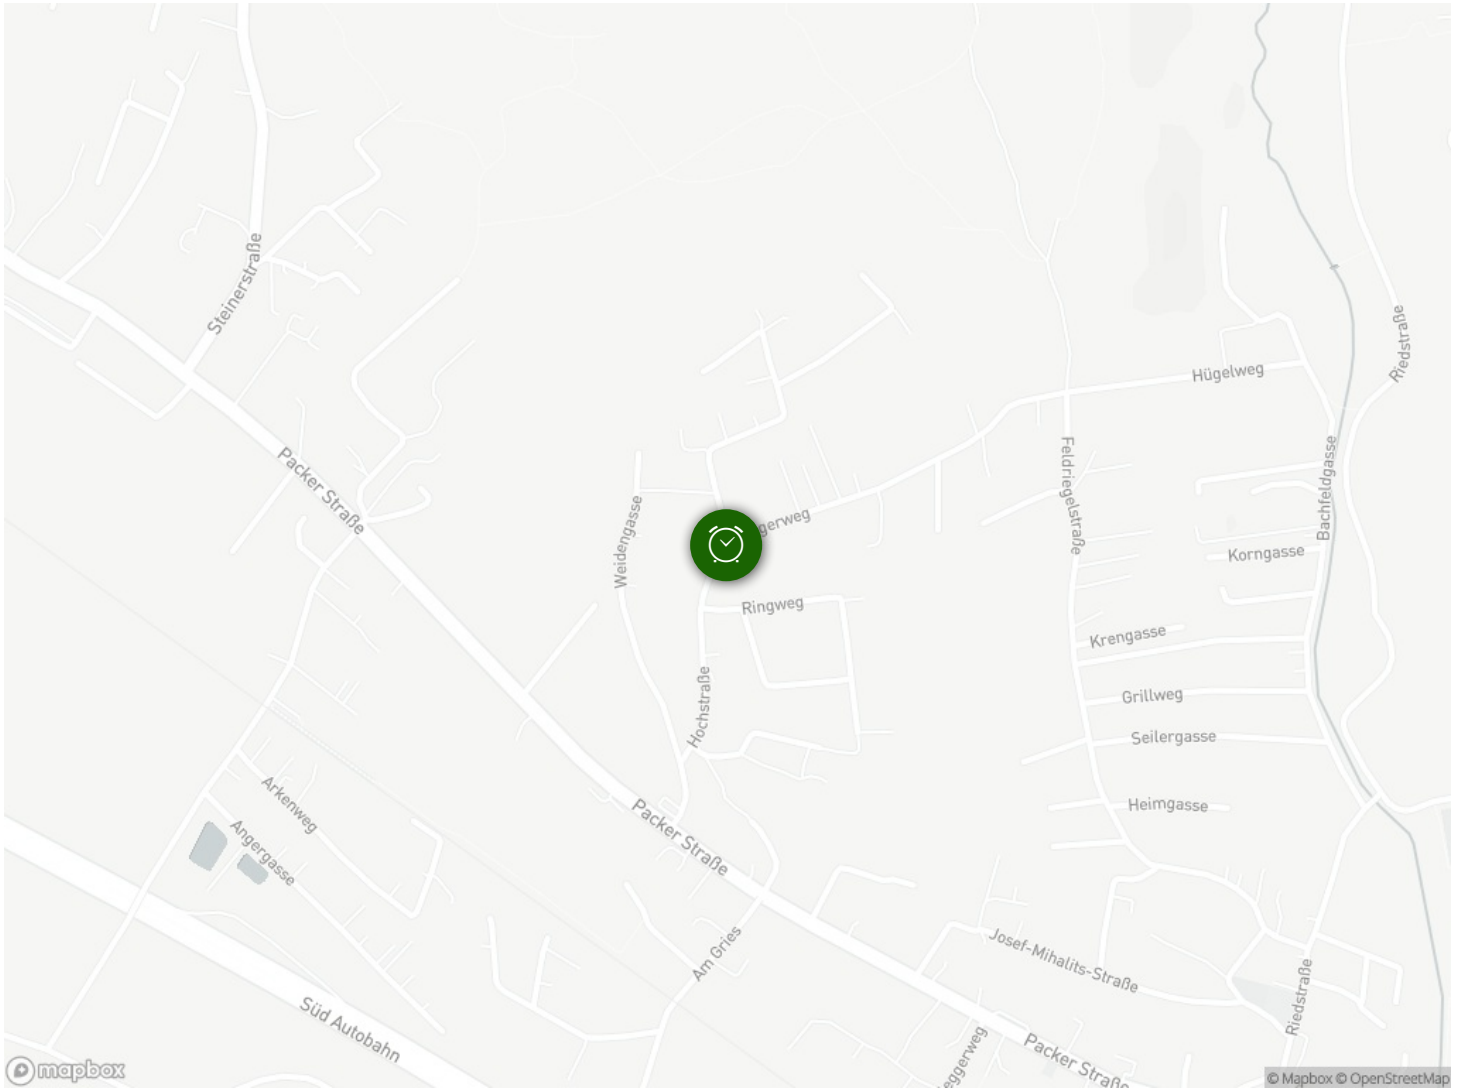 Steinerstraße
Riedstraße
Hügelweg
Packer Straße
Feldriegelstraße
Bachfeldgasse
Weidengasse
gerweg
Korngasse
Ringweg
Krengasse
Hochstraße
Grillweg
Seilergasse
Arkenweg
Heimgasse
Angergasse
Packer Straße
Am Gries
Josef-Mihalits-Straße
Riedstraße
Süd Autobahn
eggerweg
Packer Straße
mapbox
© Mapbox © OpenStreetMap